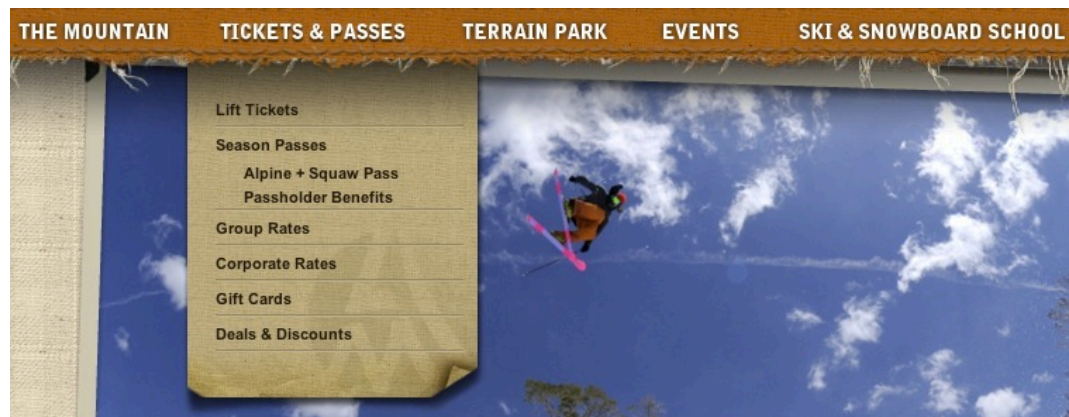 THE MOUNTAIN TICKETS & PASSES TERRAIN PARK EVENTS SKI & SNOWBOARD SCHOOL
Lift Tickets
Season Passes
Alpine + Squaw Pass
Passholder Benefits
Group Rates
Corporate Rates
Gift Cards
Deals & Discounts